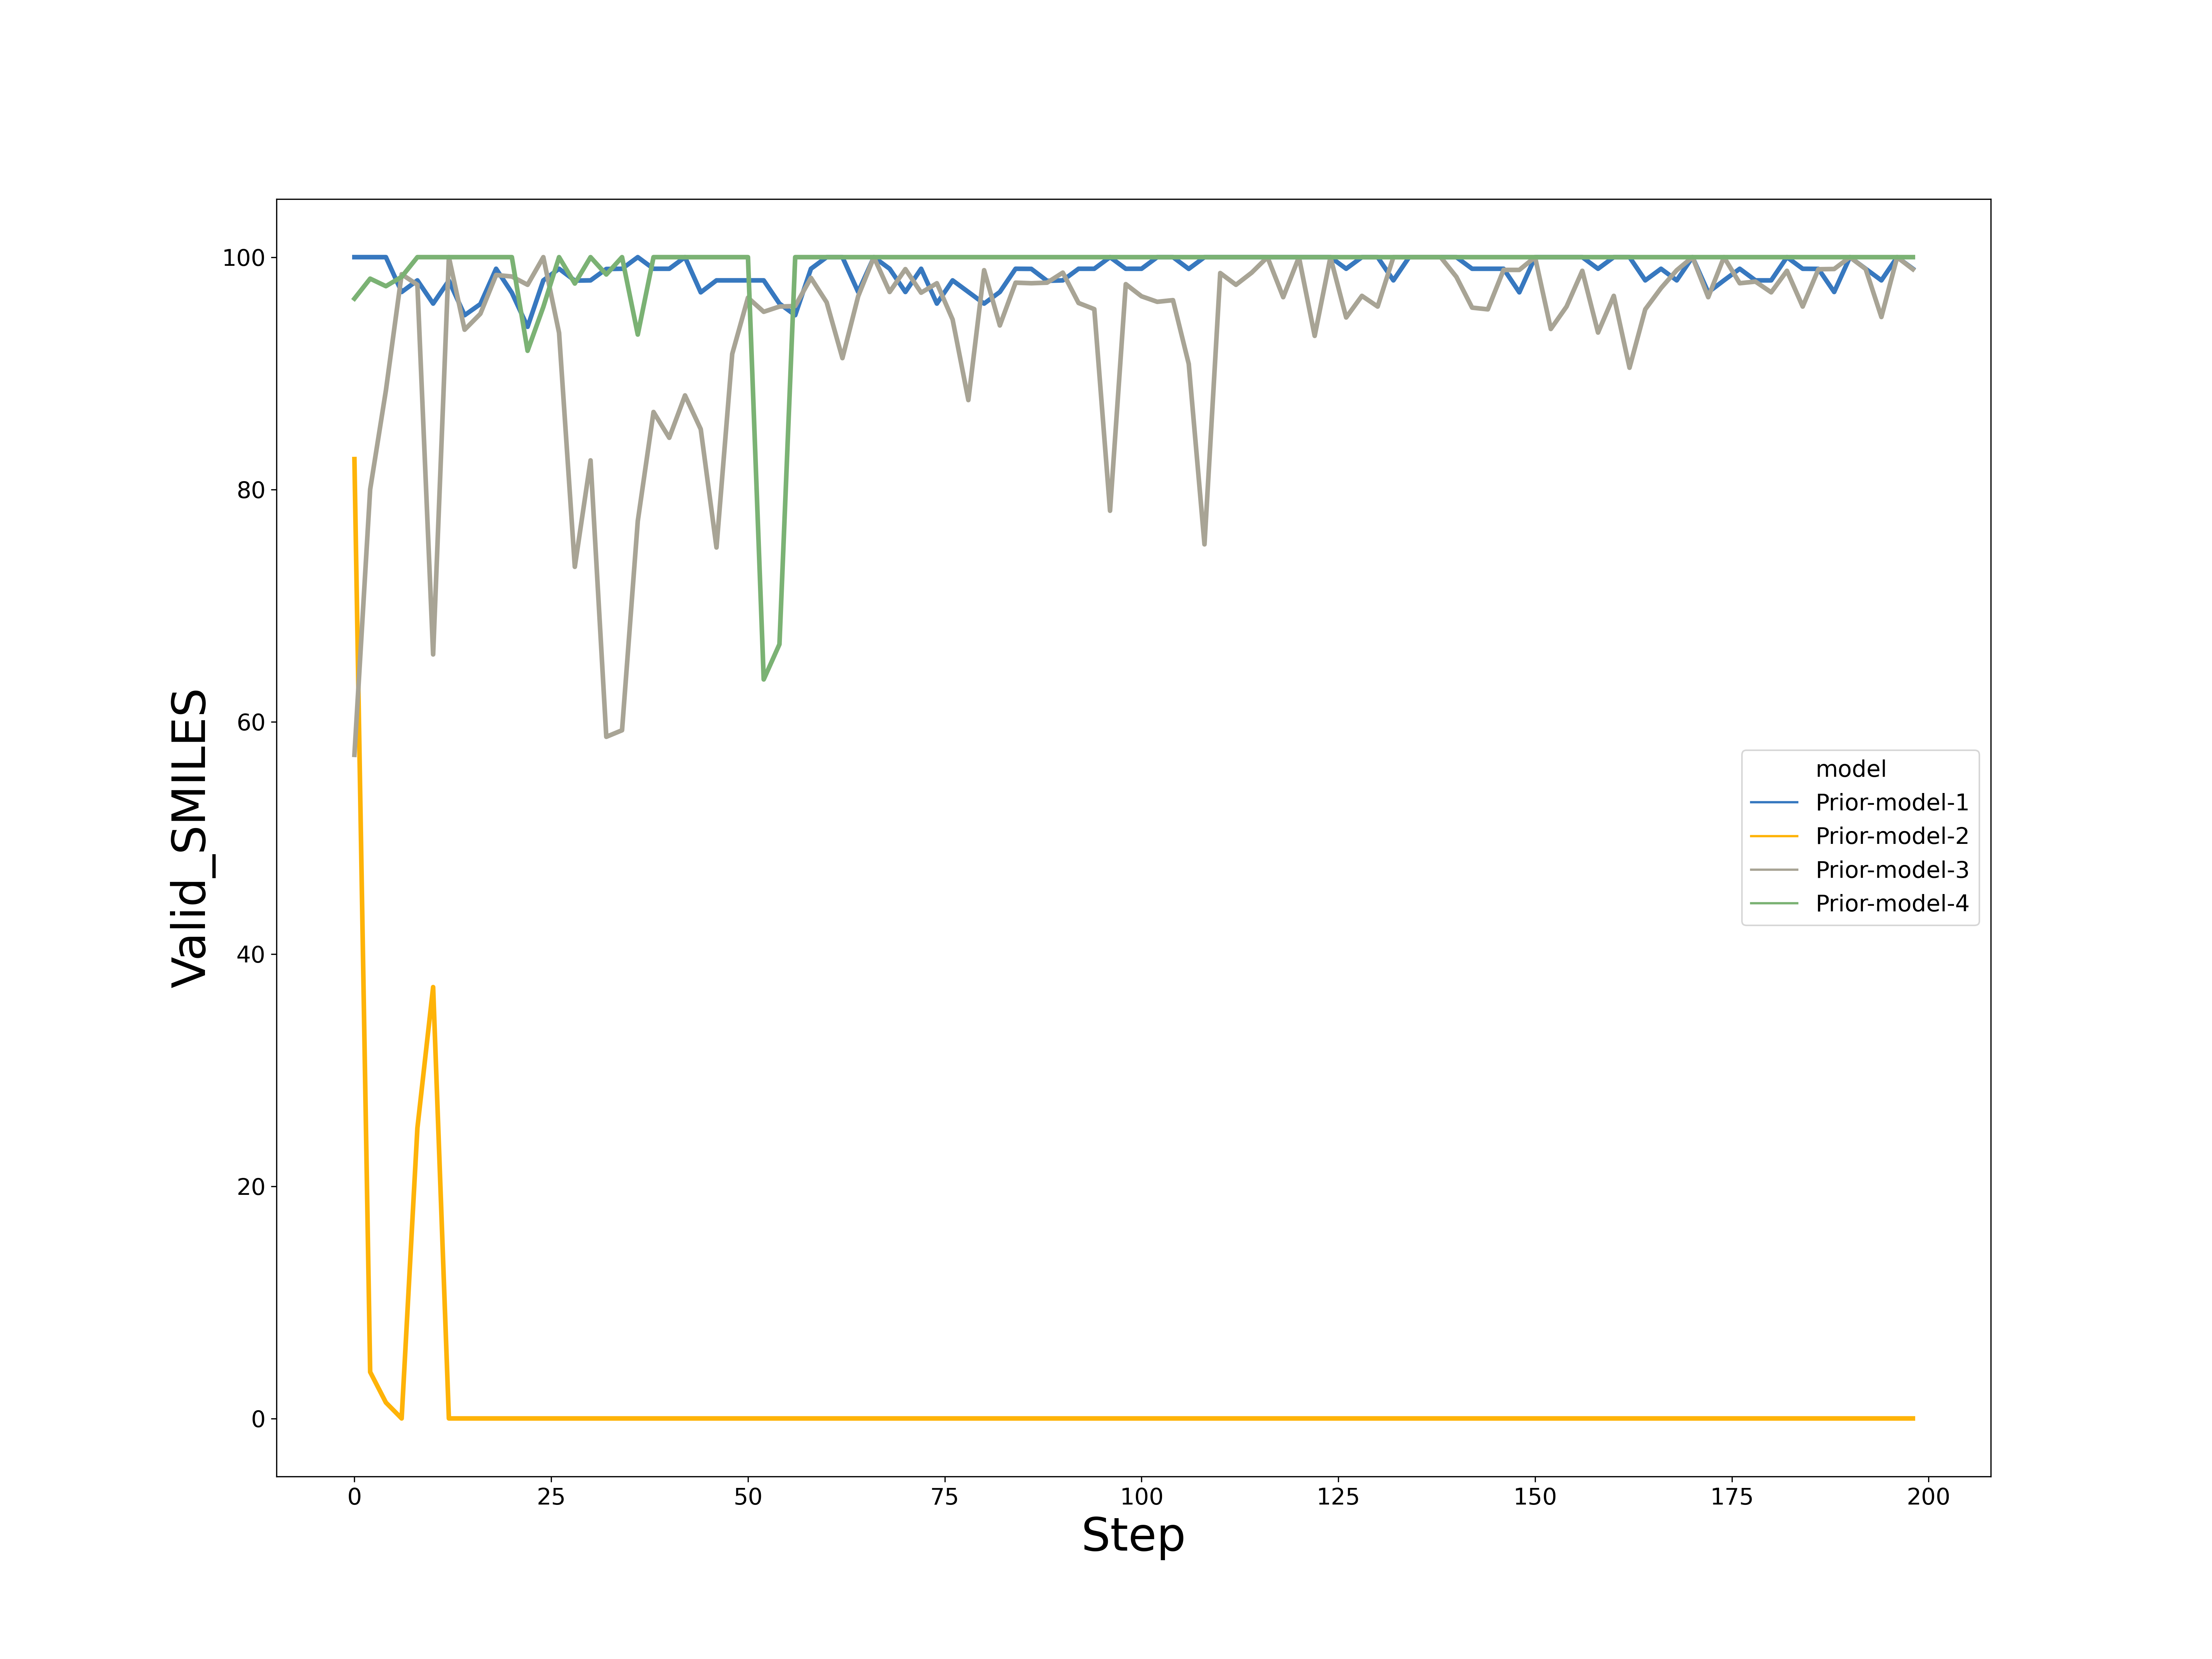 100
80
60
40
20
0
Valid_SMILES
model
Prior-model-1
Prior-model-2
Prior-model-3
Prior-model-4
0 25 50 75 100 125 150 175 200
Step